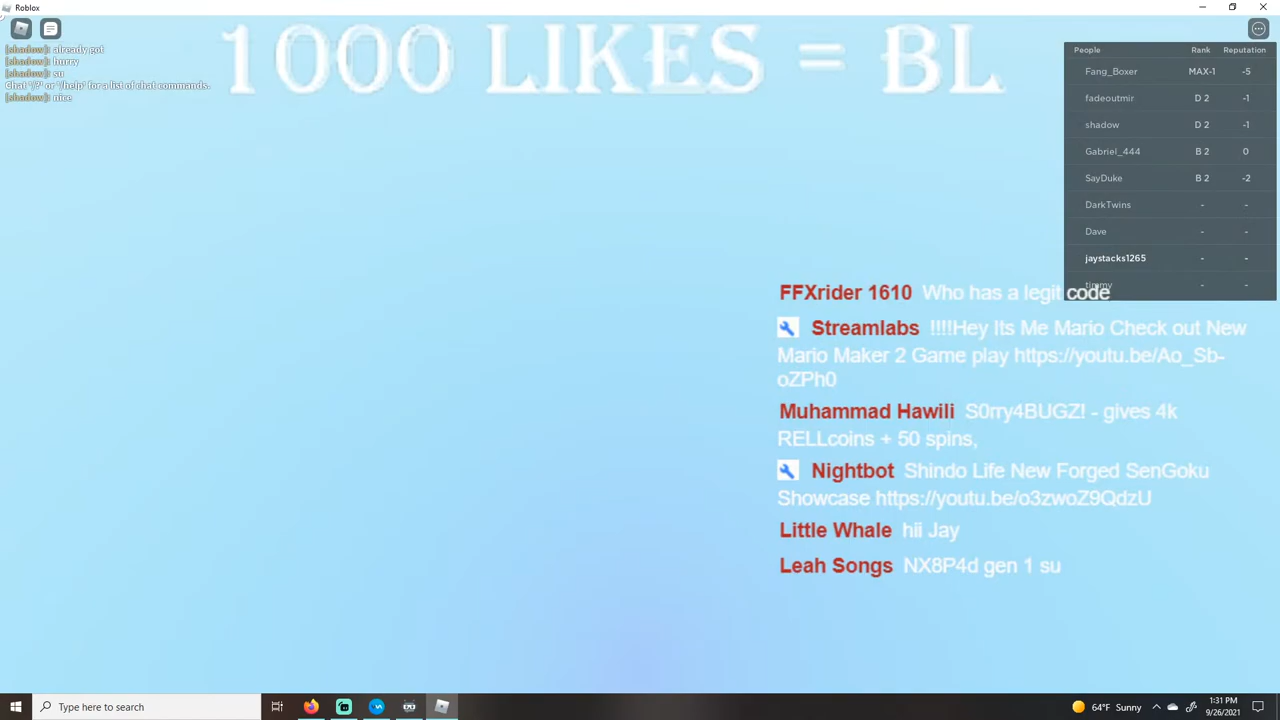 Roblox
1000 LIKES = BL
[shadow]: already got
[shadow]: hurry
[shadow]: su
Chat '/?' or '/help' for a list of chat commands.
[shadow]: nice
People Rank Reputation
Fang_Boxer MAX-1 -5
fadeoutmir D 2 -1
shadow D 2 -1
Gabriel_444 B 2 0
SayDuke B 2 -2
DarkTwins - -
Dave - -
jaystacks1265 - -
timmy - -
FFXrider 1610 Who has a legit code
Streamlabs !!!!Hey Its Me Mario Check out New
Mario Maker 2 Game play https://youtu.be/Ao_Sb-
oZPh0
Muhammad Hawili S0rry4BUGZ! - gives 4k
RELLcoins + 50 spins,
Nightbot Shindo Life New Forged SenGoku
Showcase https://youtu.be/o3zwoZ9QdzU
Little Whale hii Jay
Leah Songs NX8P4d gen 1 su
Type here to search
64°F Sunny
1:31 PM
9/26/2021